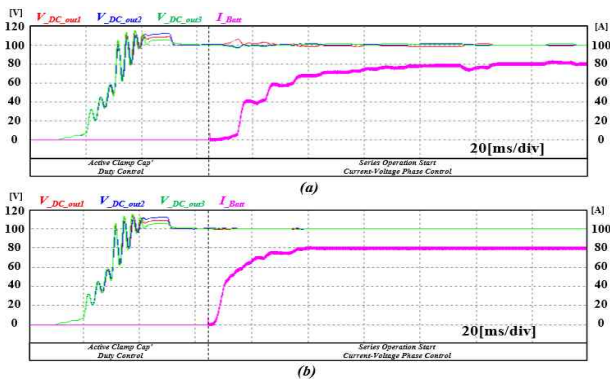 [V] V_DC_out1 V_DC_out2 V_DC_out3 I_Batt [A]
120
100 100
80 80
60 60
40 40
20 20
0 0
20[ms/div]
Active Clamp Cap' Series Operation Start
Duty Control Current-Voltage Phase Control
(a)
[V] V_DC_out1 V_DC_out2 V_DC_out3 I_Batt [A]
120
100 100
80 80
60 60
40 40
20 20
0 0
20[ms/div]
Active Clamp Cap' Series Operation Start
Duty Control Current-Voltage Phase Control
(b)